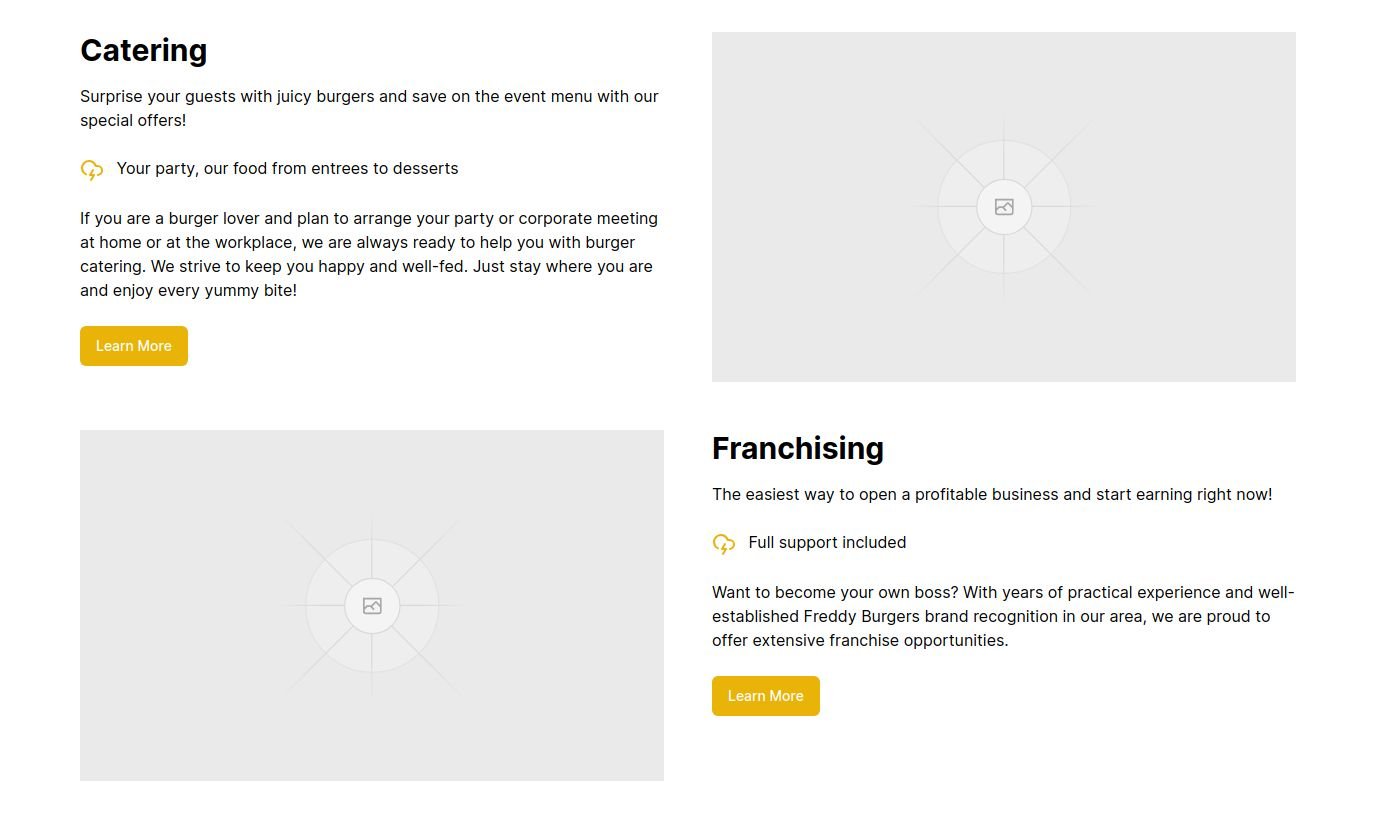 Catering
Surprise your guests with juicy burgers and save on the event menu with our
special offers!
Your party, our food from entrees to desserts
If you are a burger lover and plan to arrange your party or corporate meeting
at home or at the workplace, we are always ready to help you with burger
catering. We strive to keep you happy and well-fed. Just stay where you are
and enjoy every yummy bite!
Learn More
Franchising
The easiest way to open a profitable business and start earning right now!
Full support included
Want to become your own boss? With years of practical experience and well-
established Freddy Burgers brand recognition in our area, we are proud to
offer extensive franchise opportunities.
Learn More